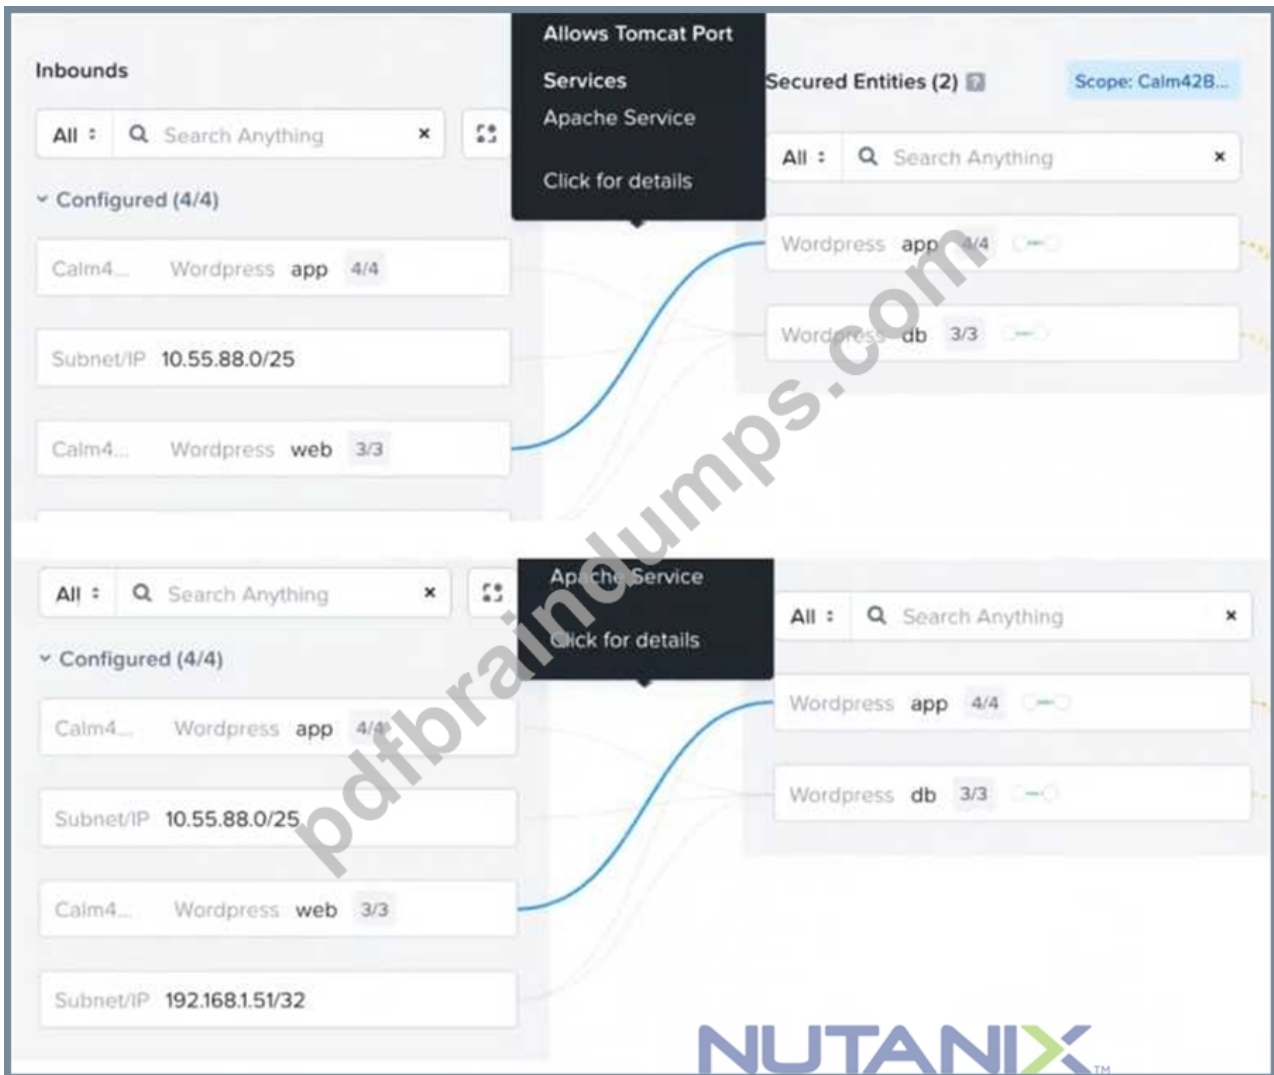 Allows Tomcat Port
Inbounds
Services
Secured Entities (2) ?
Scope: Calm42B...
Apache Service
All
Search Anything
×
All
Search Anything
×
Click for details
Configured (4/4)
Wordpress app 4/4
Calm4... Wordpress app 4/4
Wordpress db 3/3
Subnet/IP 10.55.88.0/25
Calm4... Wordpress web 3/3
Apache Service
All
Search Anything
×
All
Search Anything
×
Click for details
Configured (4/4)
Wordpress app 4/4
Calm4... Wordpress app 4/4
Wordpress db 3/3
Subnet/IP 10.55.88.0/25
Calm4... Wordpress web 3/3
Subnet/IP 192.168.1.51/32
NUTANIX™
pdfbraindumps.com